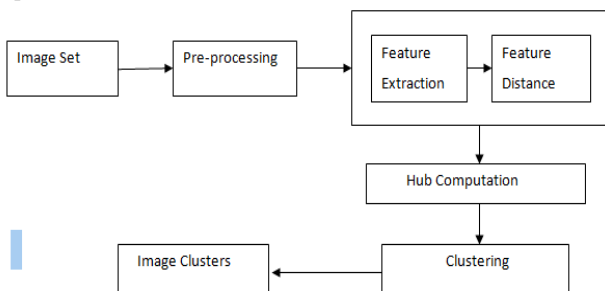 Image Set
Pre-processing
Feature
Extraction
Feature
Distance
Hub Computation
Clustering
Image Clusters